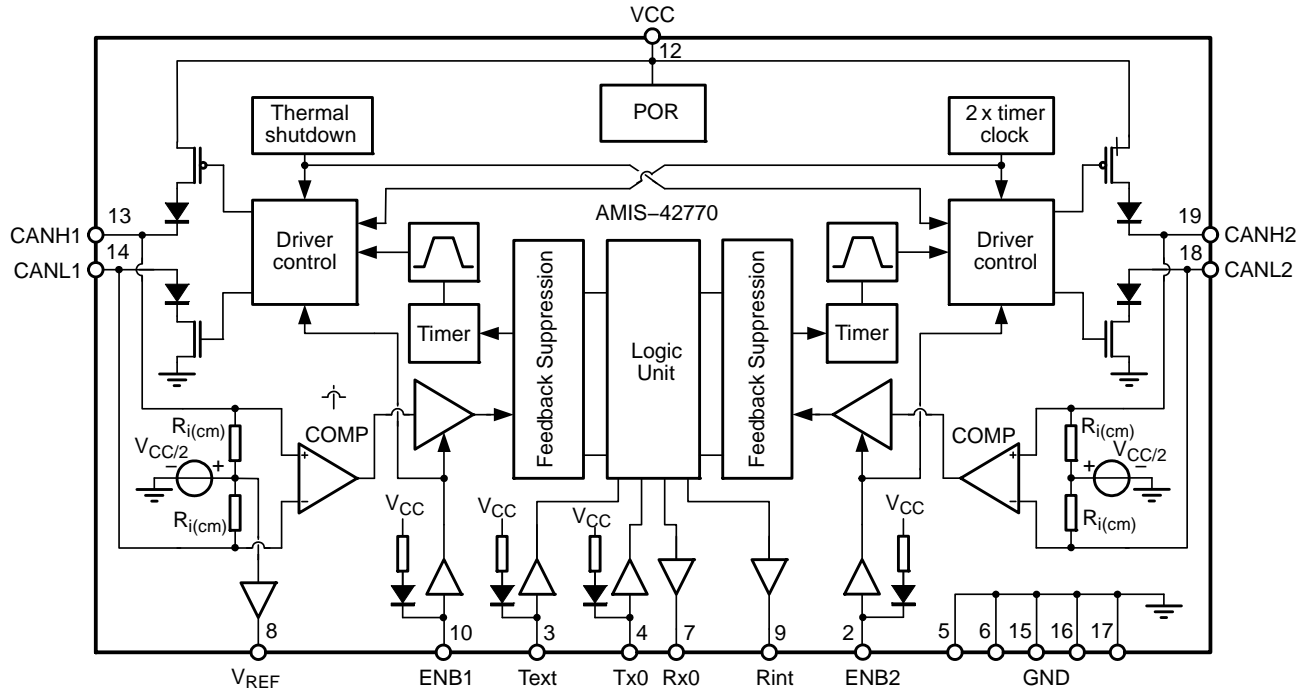 VCC
12
Thermal
shutdown
POR
2 x timer
clock
AMIS–42770
13
CANH1
14
CANL1
Driver
control
Timer
Feedback Suppression
Logic
Unit
Feedback Suppression
Timer
Driver
control
19
CANH2
18
CANL2
Ri(cm)
VCC/2
− +
Ri(cm)
COMP
+
−
COMP
+
−
Ri(cm)
VCC/2
+ −
Ri(cm)
VCC
VCC
VCC
VCC
8
10
3
4
7
9
2
5
6
15
16
17
VREF
ENB1
Text
Tx0
Rx0
Rint
ENB2
GND